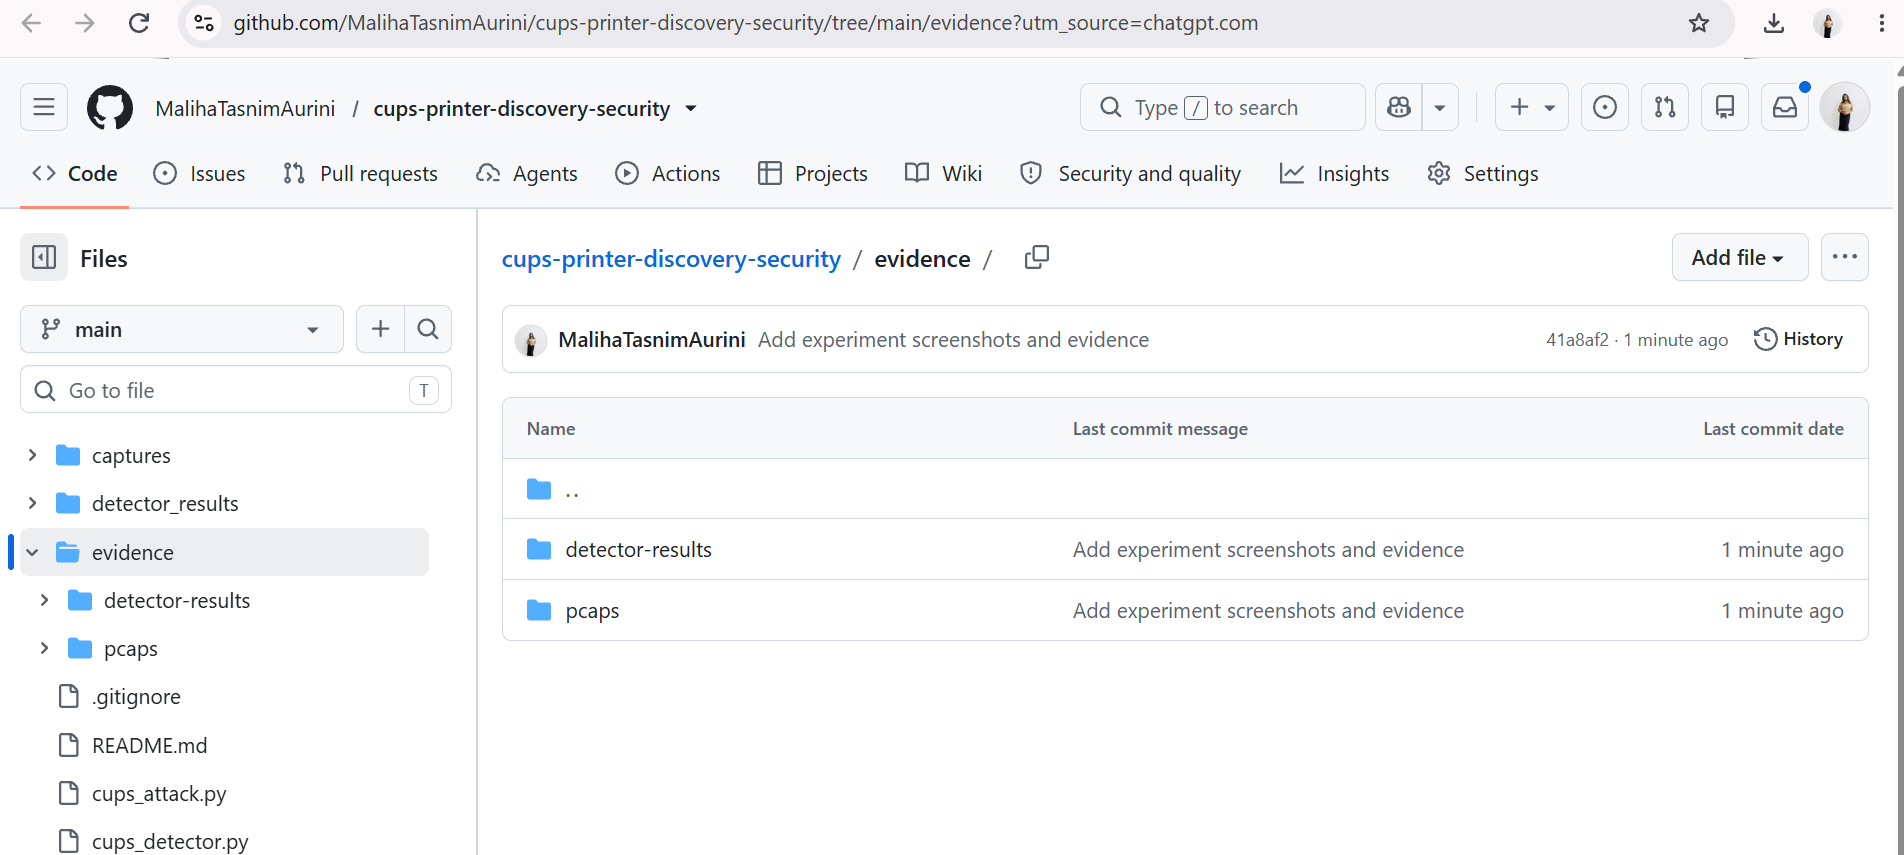 github.com/MalihaTasnimAurini/cups-printer-discovery-security/tree/main/evidence?utm_source=chatgpt.com
MalihaTasnimAurini / cups-printer-discovery-security
Type / to search
Code Issues Pull requests Agents Actions Projects Wiki Security and quality Insights Settings
Files
cups-printer-discovery-security / evidence /
Add file
main
Go to file T
MalihaTasnimAurini Add experiment screenshots and evidence 41a8af2 · 1 minute ago History
Name Last commit message Last commit date
..
detector-results Add experiment screenshots and evidence 1 minute ago
pcaps Add experiment screenshots and evidence 1 minute ago
captures
detector_results
evidence
detector-results
pcaps
.gitignore
README.md
cups_attack.py
cups_detector.py